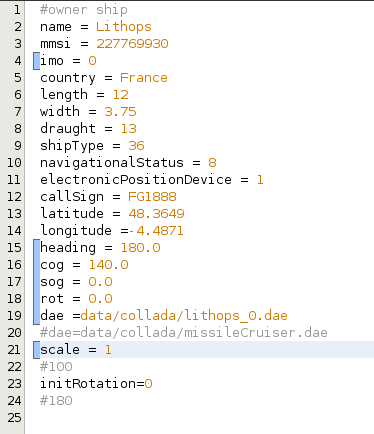 1 #owner ship
2 name = Lithops
3 mmsi = 227769930
4 imo = 0
5 country = France
6 length = 12
7 width = 3.75
8 draught = 13
9 shipType = 36
10 navigationalStatus = 8
11 electronicPositionDevice = 1
12 callSign = FG1888
13 latitude = 48.3649
14 longitude =-4.4871
15 heading = 180.0
16 cog = 140.0
17 sog = 0.0
18 rot = 0.0
19 dae =data/collada/lithops_0.dae
20 #dae=data/collada/missileCruiser.dae
21 scale = 1
22 #100
23 initRotation=0
24 #180
25